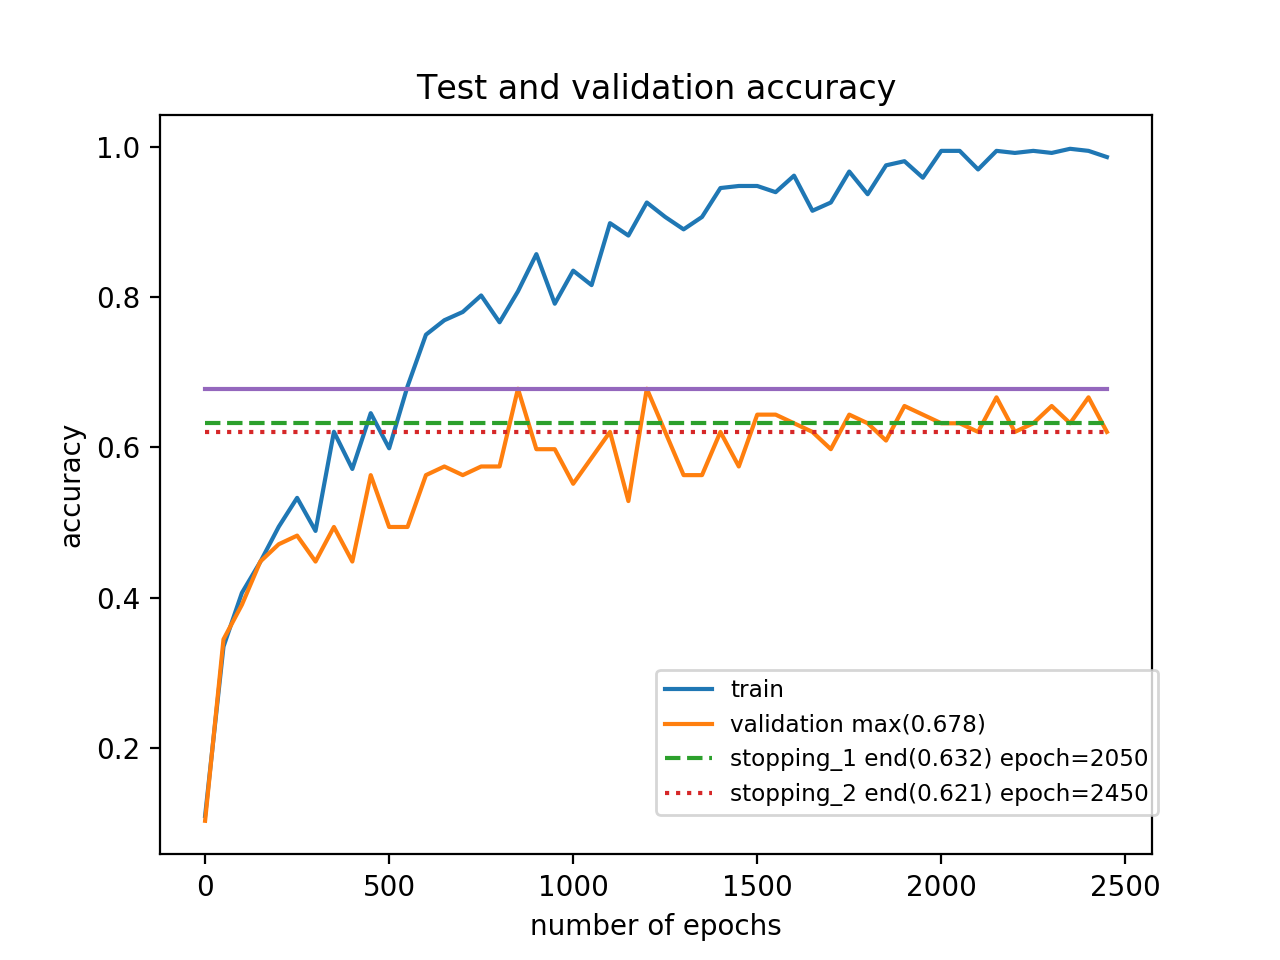 Test and validation accuracy
1.0
0.8
0.6
0.4
0.2
accuracy
train
validation max(0.678)
stopping_1 end(0.632) epoch=2050
stopping_2 end(0.621) epoch=2450
0 500 1000 1500 2000 2500
number of epochs